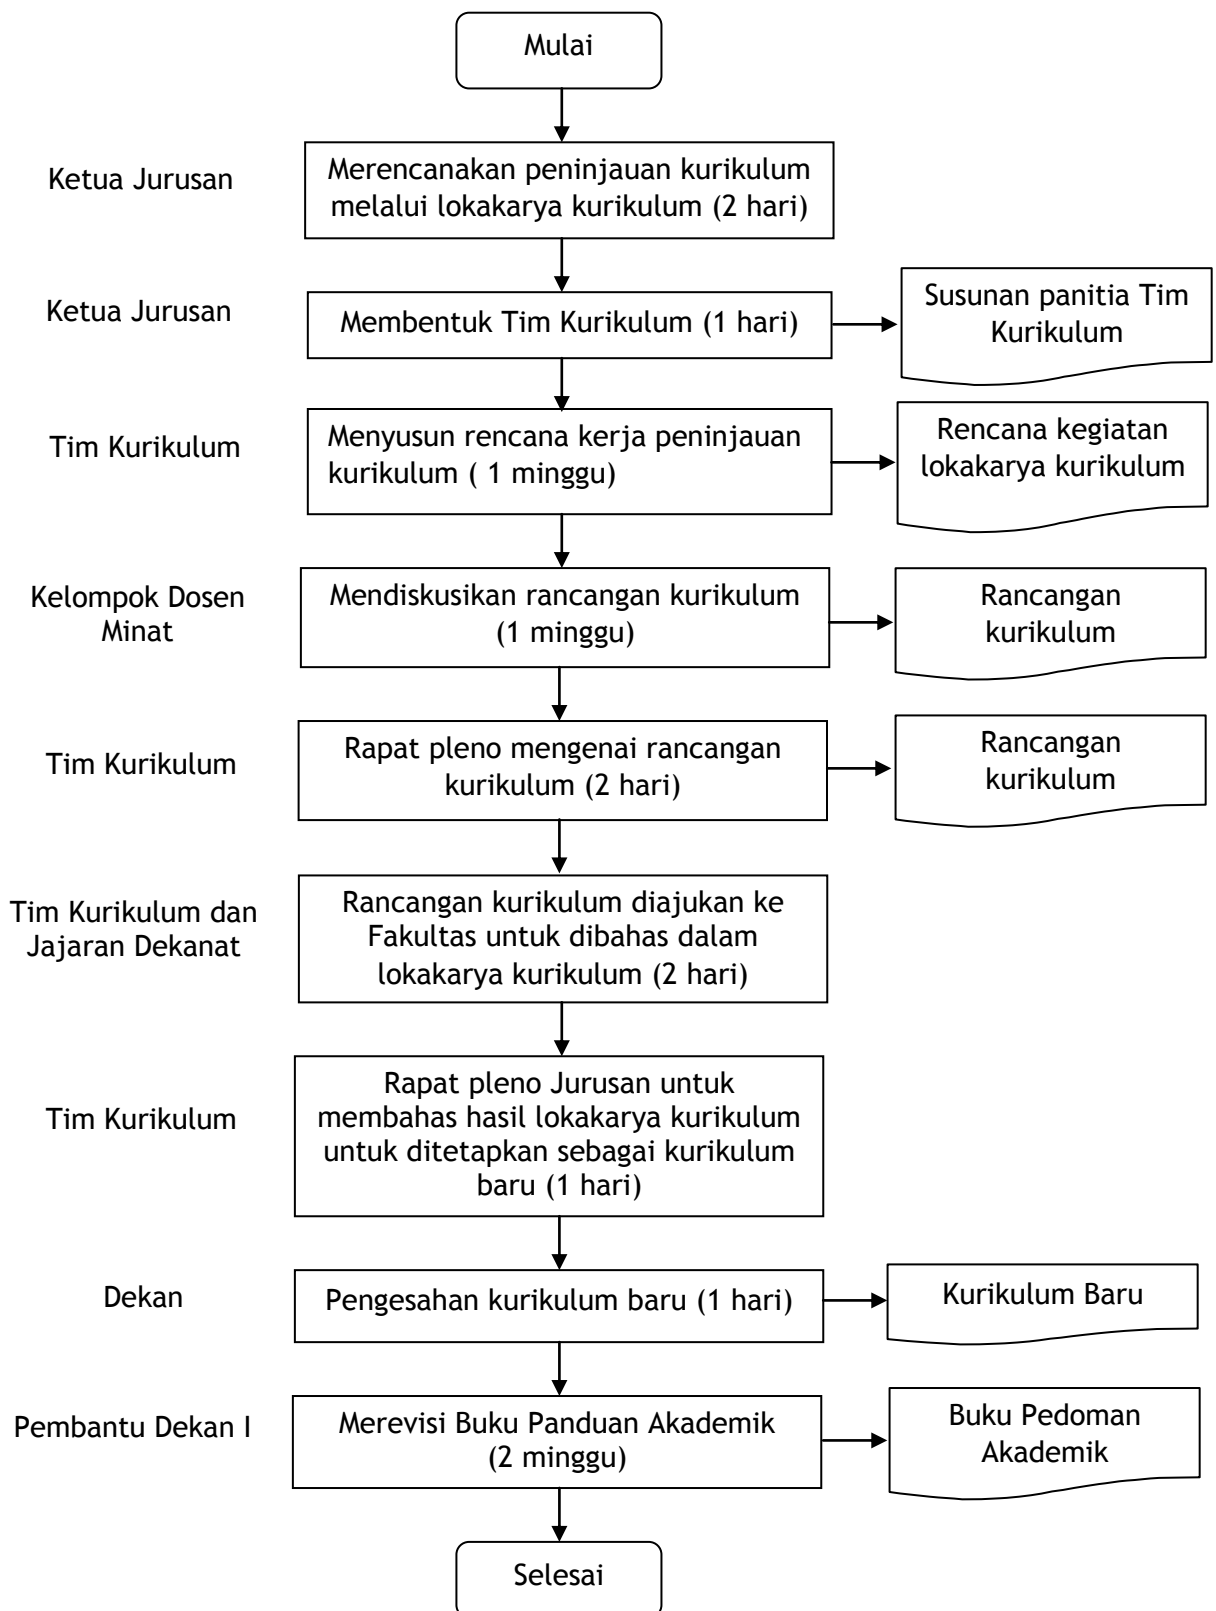 Mulai
Ketua Jurusan
Merencanakan peninjauan kurikulum
melalui lokakarya kurikulum (2 hari)
Ketua Jurusan
Membentuk Tim Kurikulum (1 hari)
Susunan panitia Tim
Kurikulum
Tim Kurikulum
Menyusun rencana kerja peninjauan
kurikulum ( 1 minggu)
Rencana kegiatan
lokakarya kurikulum
Kelompok Dosen
Minat
Mendiskusikan rancangan kurikulum
(1 minggu)
Rancangan
kurikulum
Tim Kurikulum
Rapat pleno mengenai rancangan
kurikulum (2 hari)
Rancangan
kurikulum
Tim Kurikulum dan
Jajaran Dekanat
Rancangan kurikulum diajukan ke
Fakultas untuk dibahas dalam
lokakarya kurikulum (2 hari)
Tim Kurikulum
Rapat pleno Jurusan untuk
membahas hasil lokakarya kurikulum
untuk ditetapkan sebagai kurikulum
baru (1 hari)
Dekan
Pengesahan kurikulum baru (1 hari)
Kurikulum Baru
Pembantu Dekan I
Merevisi Buku Panduan Akademik
(2 minggu)
Buku Pedoman
Akademik
Selesai